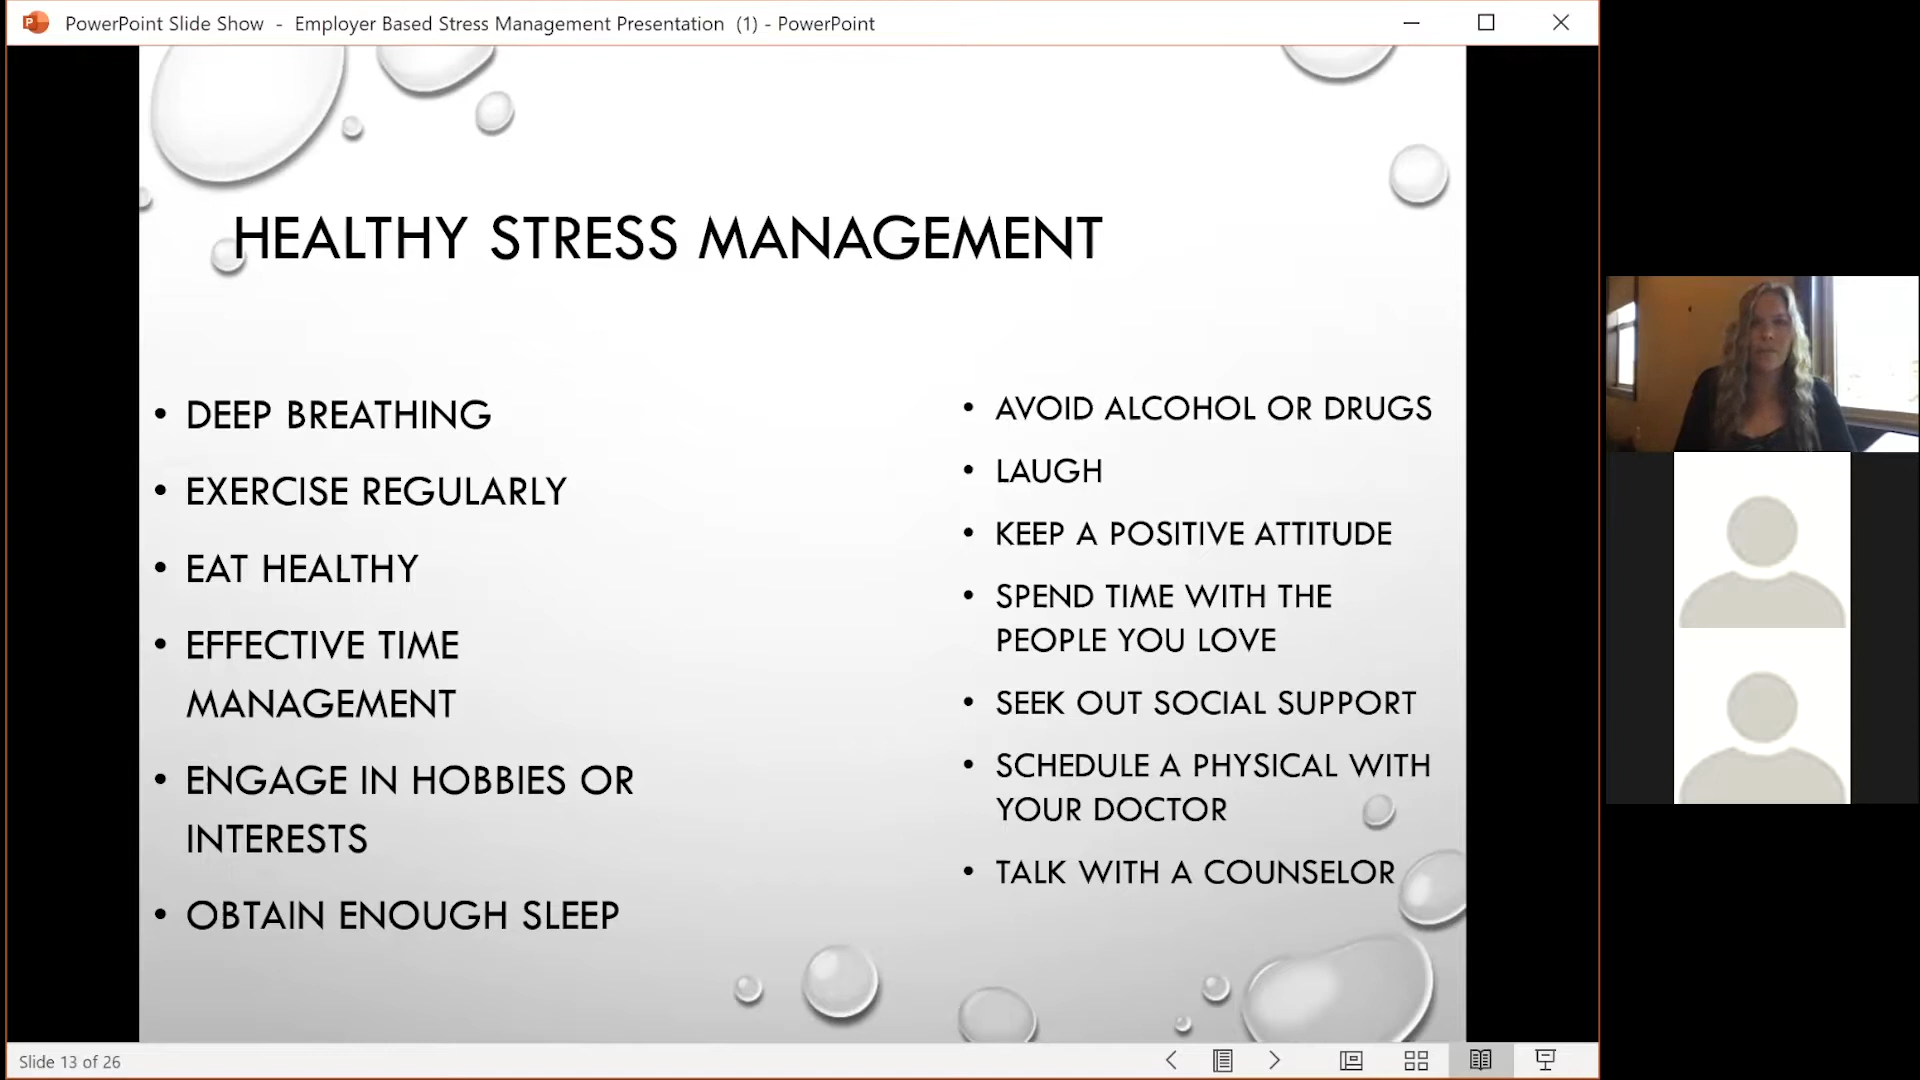 PowerPoint Slide Show - Employer Based Stress Management Presentation (1) - PowerPoint
HEALTHY STRESS MANAGEMENT
• DEEP BREATHING
• EXERCISE REGULARLY
• EAT HEALTHY
• EFFECTIVE TIME
MANAGEMENT
• ENGAGE IN HOBBIES OR
INTERESTS
• OBTAIN ENOUGH SLEEP
• AVOID ALCOHOL OR DRUGS
• LAUGH
• KEEP A POSITIVE ATTITUDE
• SPEND TIME WITH THE
PEOPLE YOU LOVE
• SEEK OUT SOCIAL SUPPORT
• SCHEDULE A PHYSICAL WITH
YOUR DOCTOR
• TALK WITH A COUNSELOR
Slide 13 of 26